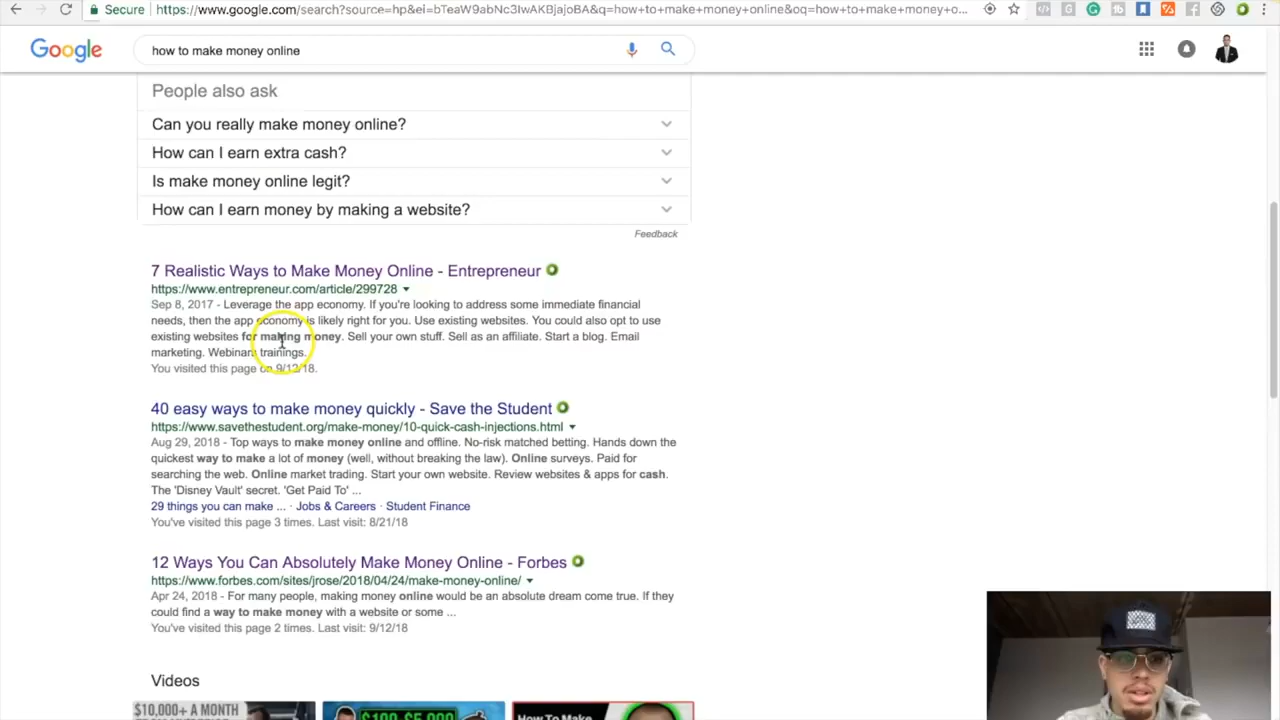 Secure
https://www.google.com/search?source=hp&ei=bTeaW9abNc3IwAKBjajoBA&q=how+to+make+money+online&oq=how+to+make+money+o...
Google
how to make money online
People also ask
Can you really make money online?
How can I earn extra cash?
Is make money online legit?
How can I earn money by making a website?
Feedback
7 Realistic Ways to Make Money Online - Entrepreneur
https://www.entrepreneur.com/article/299728
Sep 8, 2017 - Leverage the app economy. If you're looking to address some immediate financial
needs, then the app economy is likely right for you. Use existing websites. You could also opt to use
existing websites for making money. Sell your own stuff. Sell as an affiliate. Start a blog. Email
marketing. Webinars trainings.
You visited this page on 9/12/18.
40 easy ways to make money quickly - Save the Student
https://www.savethestudent.org/make-money/10-quick-cash-injections.html
Aug 29, 2018 - Top ways to make money online and offline. No-risk matched betting. Hands down the
quickest way to make a lot of money (well, without breaking the law). Online surveys. Paid for
searching the web. Online market trading. Start your own website. Review websites & apps for cash.
The 'Disney Vault' secret. 'Get Paid To' ...
29 things you can make ... · Jobs & Careers · Student Finance
You've visited this page 3 times. Last visit: 8/21/18
12 Ways You Can Absolutely Make Money Online - Forbes
https://www.forbes.com/sites/jrose/2018/04/24/make-money-online/
Apr 24, 2018 - For many people, making money online would be an absolute dream come true. If they
could find a way to make money with a website or some ...
You've visited this page 2 times. Last visit: 9/12/18
Videos
$10,000+ A MONTH
$100-$5,000
How To Make